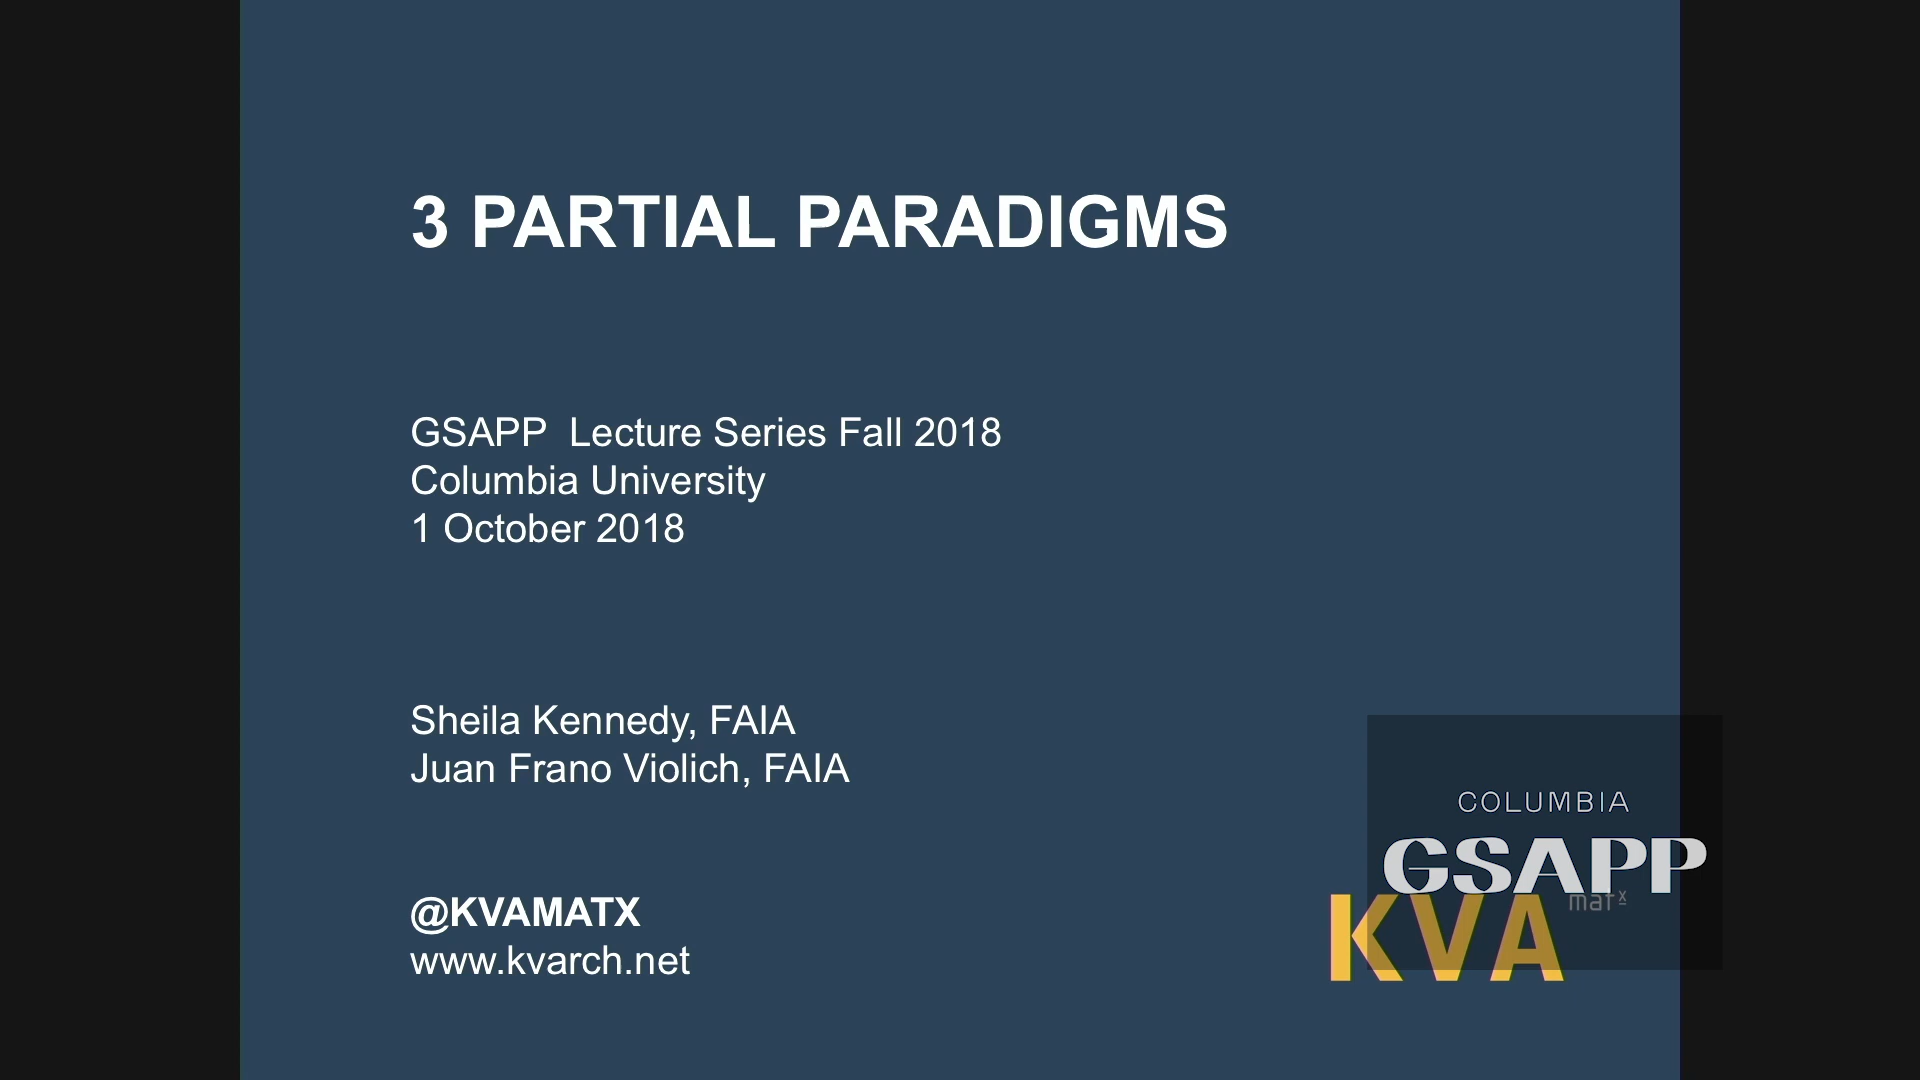 3 PARTIAL PARADIGMS
GSAPP  Lecture Series Fall 2018
Columbia University
1 October 2018
Sheila Kennedy, FAIA
Juan Frano Violich, FAIA
@KVAMATX
www.kvarch.net
COLUMBIA
GSAPP
matx
KVA